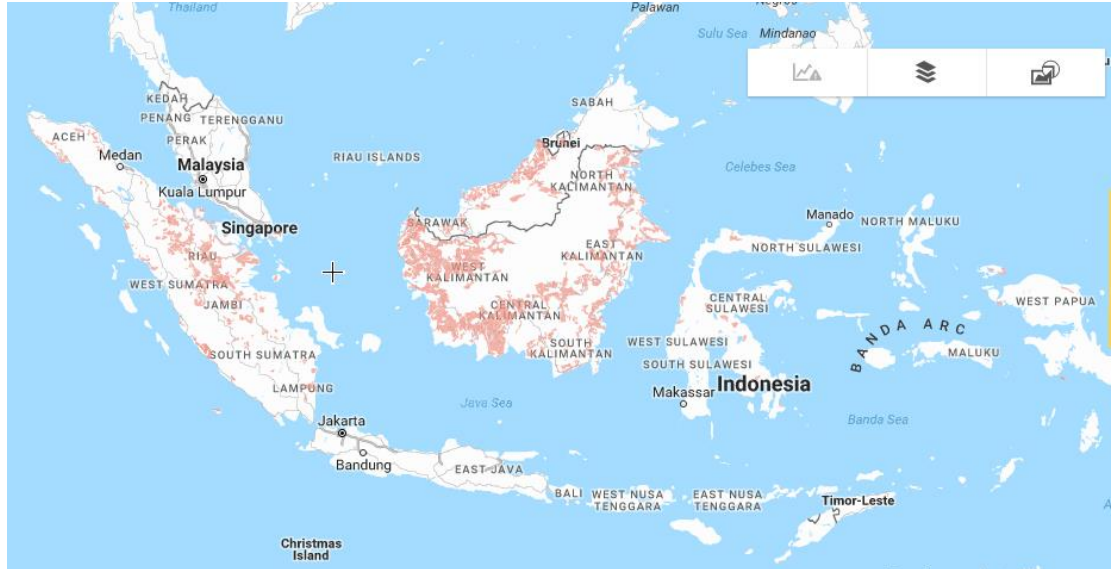 Thailand
Palawan
Sulu Sea
Mindanao
KEDAH
PENANG
TERENGGANU
PERAK
ACEH
Medan
Malaysia
Kuala Lumpur
RIAU ISLANDS
SABAH
Brunei
NORTH
KALIMANTAN
Celebes Sea
Singapore
SARAWAK
Manado
NORTH MALUKU
RIAU
WEST
KALIMANTAN
EAST
KALIMANTAN
NORTH SULAWESI
WEST SUMATRA
JAMBI
CENTRAL
KALIMANTAN
CENTRAL
SULAWESI
WEST PAPUA
BANDA ARC
SOUTH SUMATRA
SOUTH
KALIMANTAN
WEST SULAWESI
SOUTH SULAWESI
MALUKU
LAMPUNG
Makassar
Indonesia
Java Sea
Banda Sea
Jakarta
Bandung
EAST JAVA
BALI
WEST NUSA
TENGGARA
EAST NUSA
TENGGARA
Timor-Leste
Christmas
Island